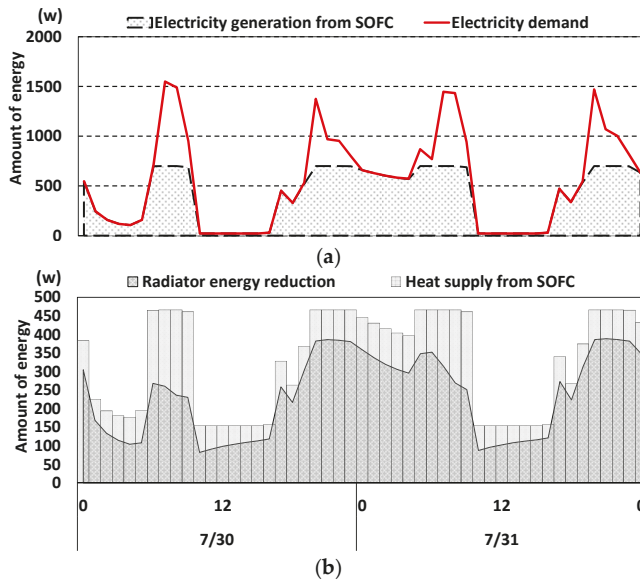 (w)
Electricity generation from SOFC Electricity demand
2000
1500
1000
500
0
Amount of energy
(a)
(w)
Radiator energy reduction Heat supply from SOFC
500
450
400
350
300
250
200
150
100
50
0
Amount of energy
0 12 0 12 0
7/30 7/31
(b)